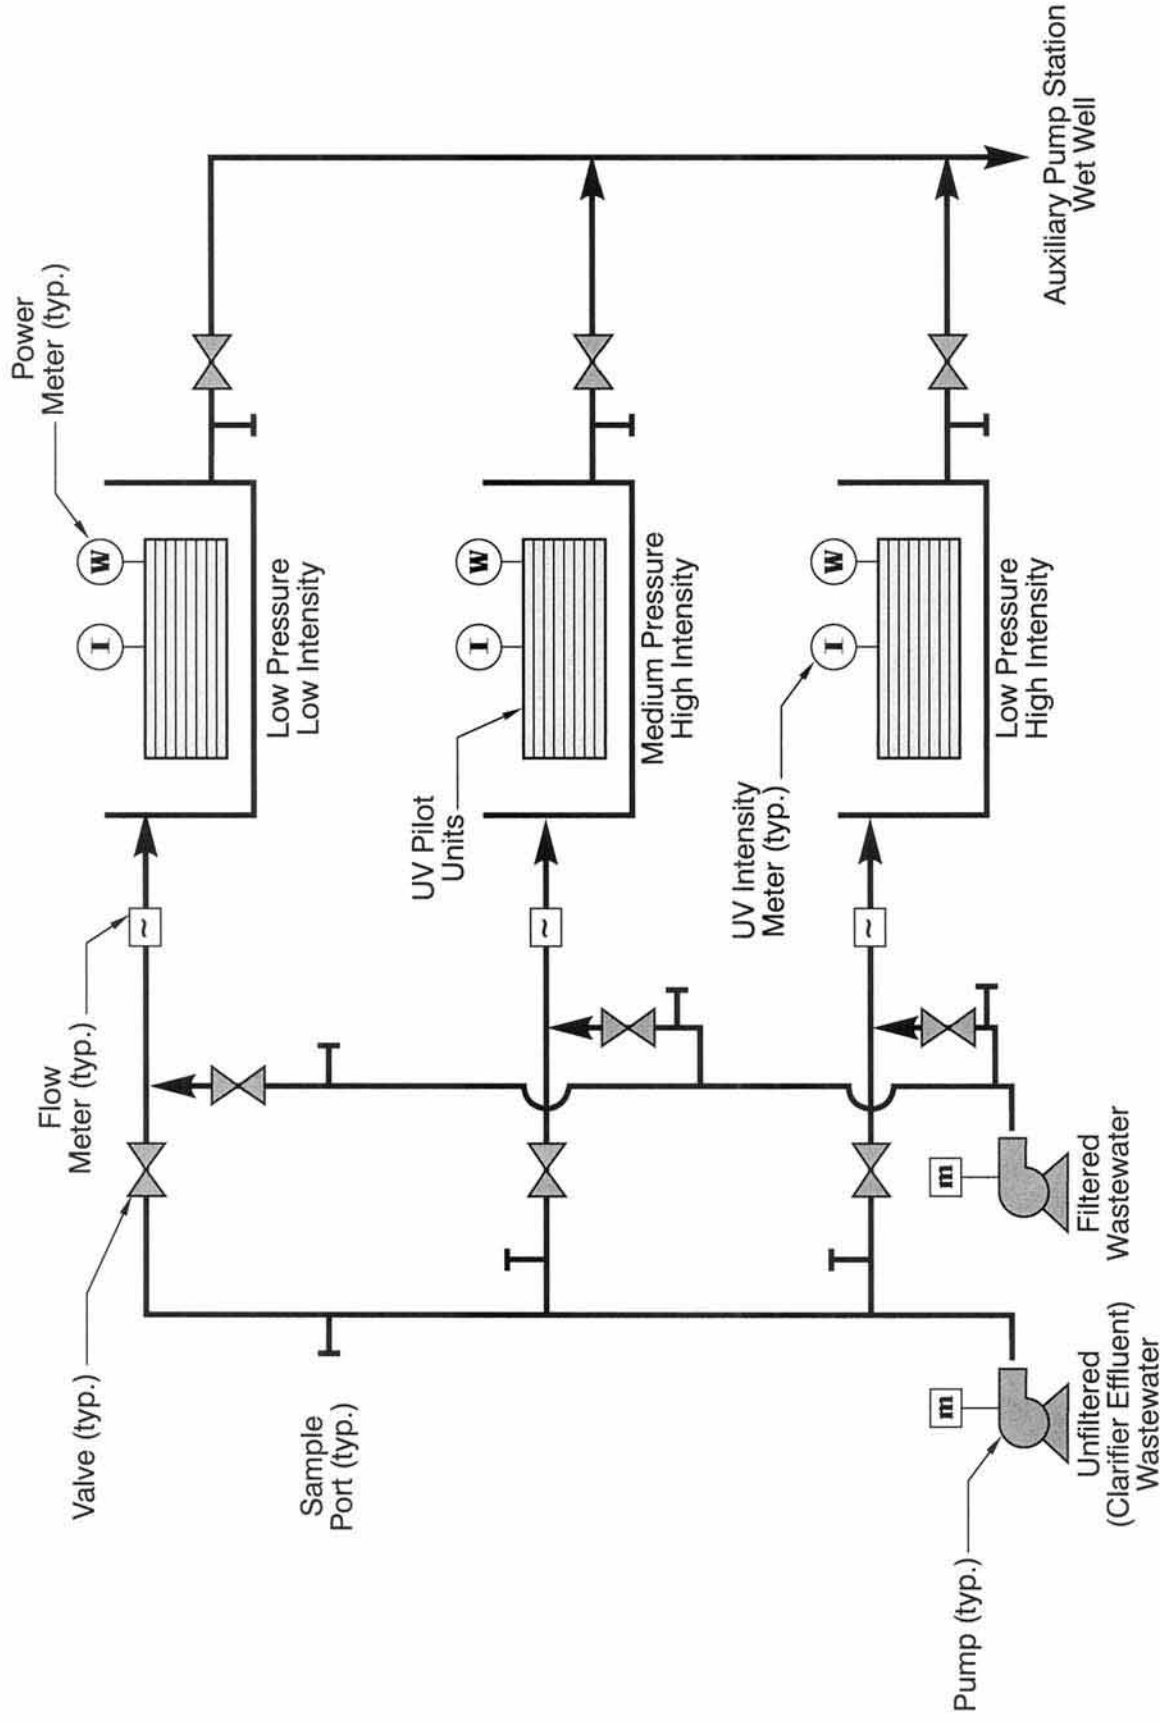 Power
Meter (typ.)
Flow
Meter (typ.)
Valve (typ.)
~
I
W
Low Pressure
Low Intensity
Sample
Port (typ.)
UV Pilot
Units
~
I
W
Medium Pressure
High Intensity
UV Intensity
Meter (typ.)
~
I
W
Low Pressure
High Intensity
Pump (typ.)
m
Unfiltered
(Clarifier Effluent)
Wastewater
m
Filtered
Wastewater
Auxiliary Pump Station
Wet Well